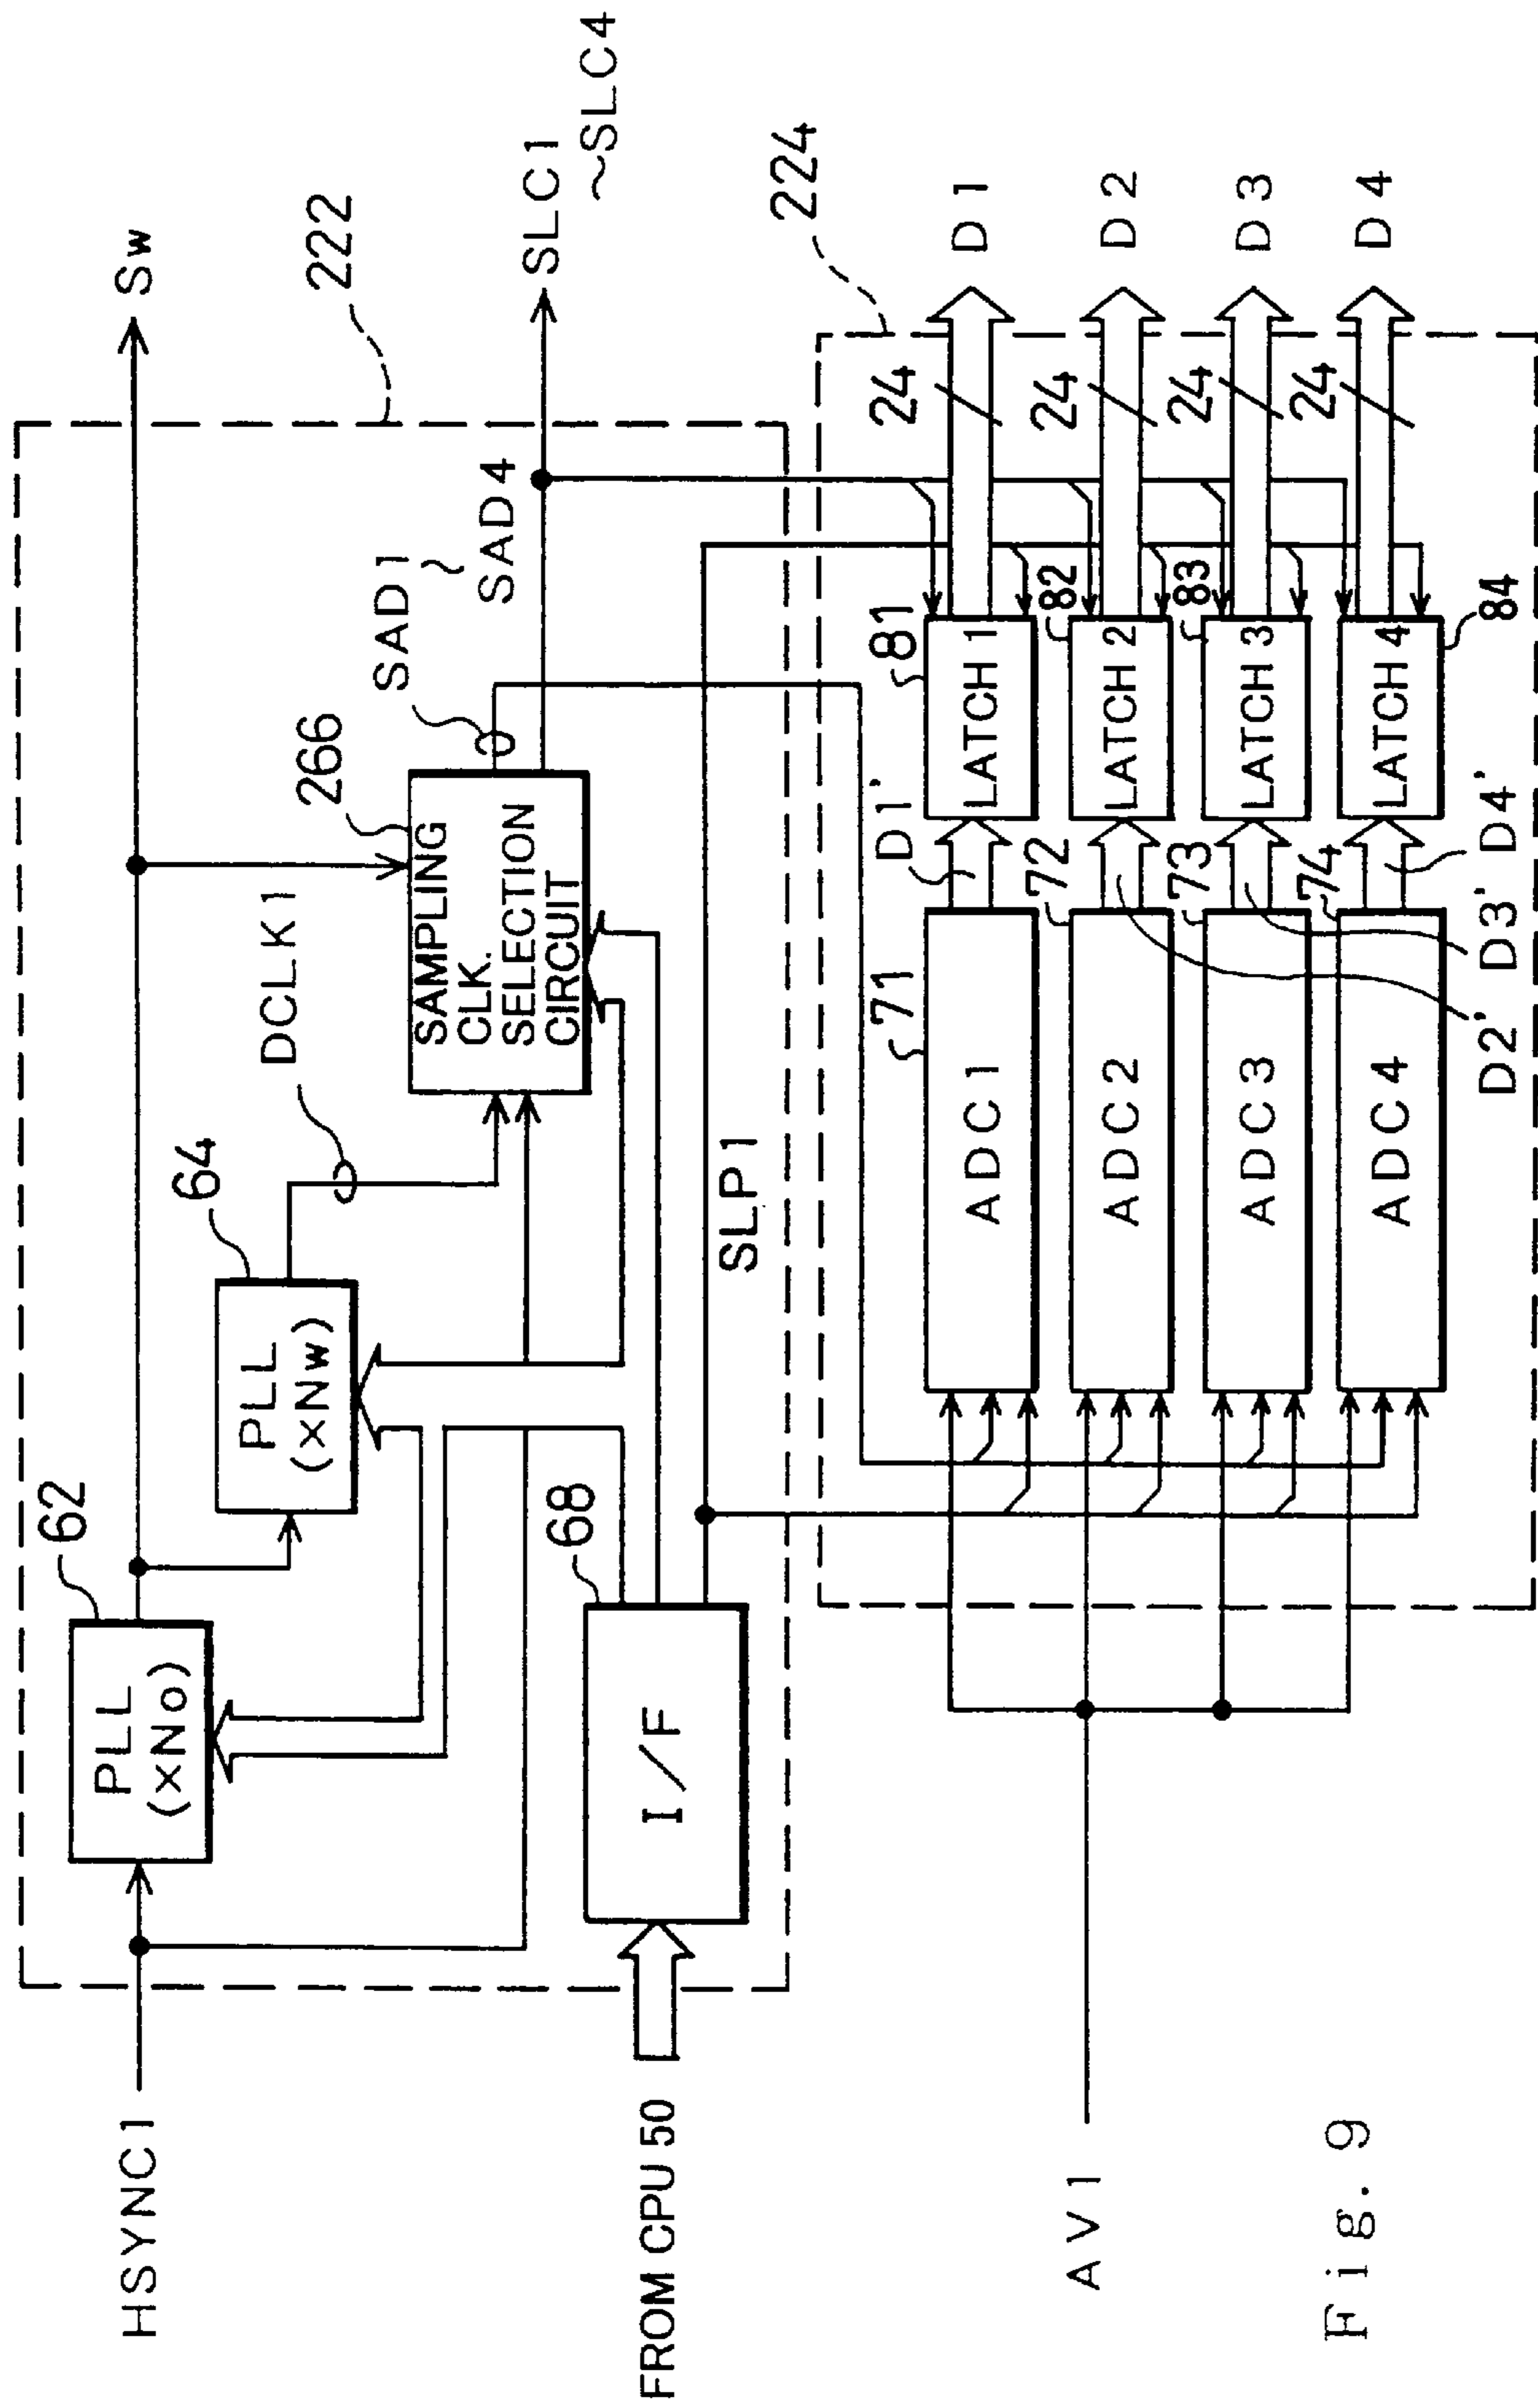 HSYNC1
62
PLL
(xNo)
64
PLL
(xNw)
DCLK1
266
SAMPLING
CLK.
SELECTION
CIRCUIT
SAD1
~
SAD4
222
Sw
SLC1
~SLC4
FROM CPU 50
68
I/F
SLP1
224
AV1
71
ADC1
D1'
81
LATCH 1
24
D1
72
ADC2
D2'
82
LATCH 2
24
D2
73
ADC3
D3'
83
LATCH 3
24
D3
74
ADC4
D4'
84
LATCH 4
24
D4
Fig. 9